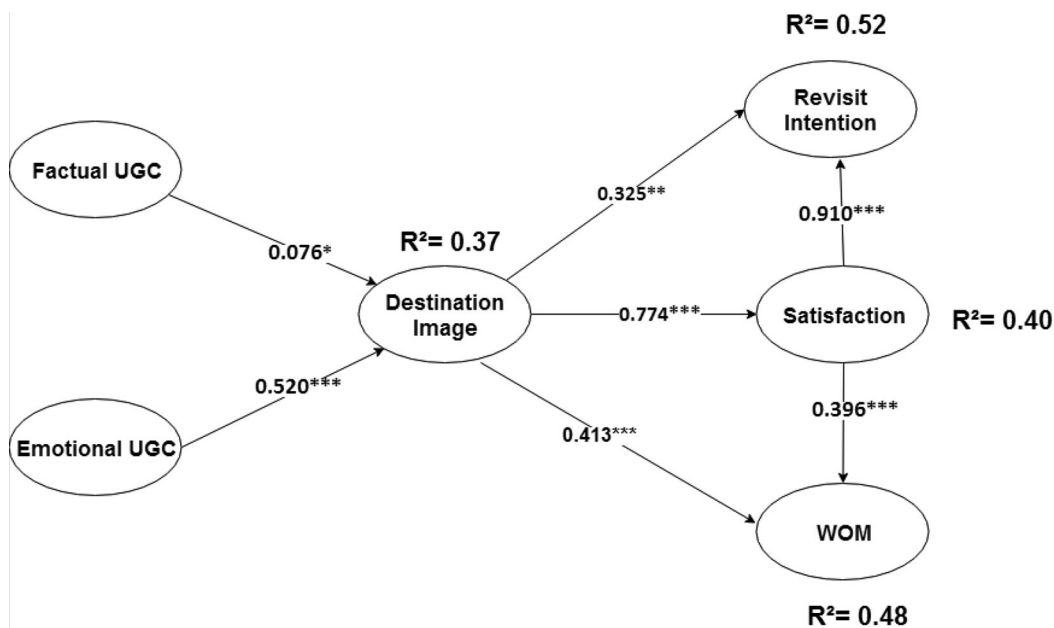 R²= 0.52
Revisit
Intention
Factual UGC
0.325**
0.910***
0.076*
R²= 0.37
Destination
Image
0.774***
Satisfaction
R²= 0.40
0.520***
0.396***
0.413***
Emotional UGC
WOM
R²= 0.48